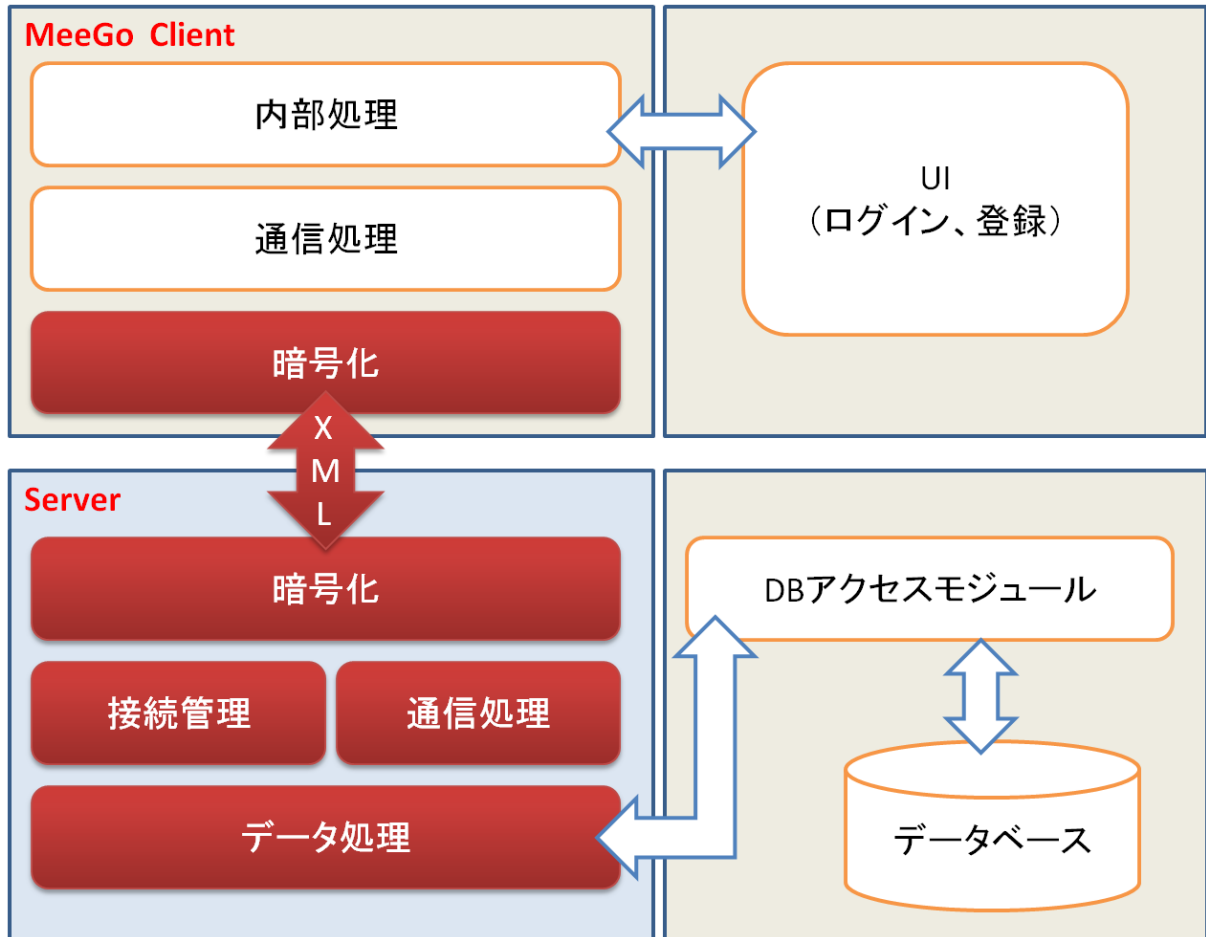 MeeGo Client
内部処理
通信処理
暗号化
UI
（ログイン、登録）
X
M
L
Server
暗号化
接続管理
通信処理
データ処理
DBアクセスモジュール
データベース